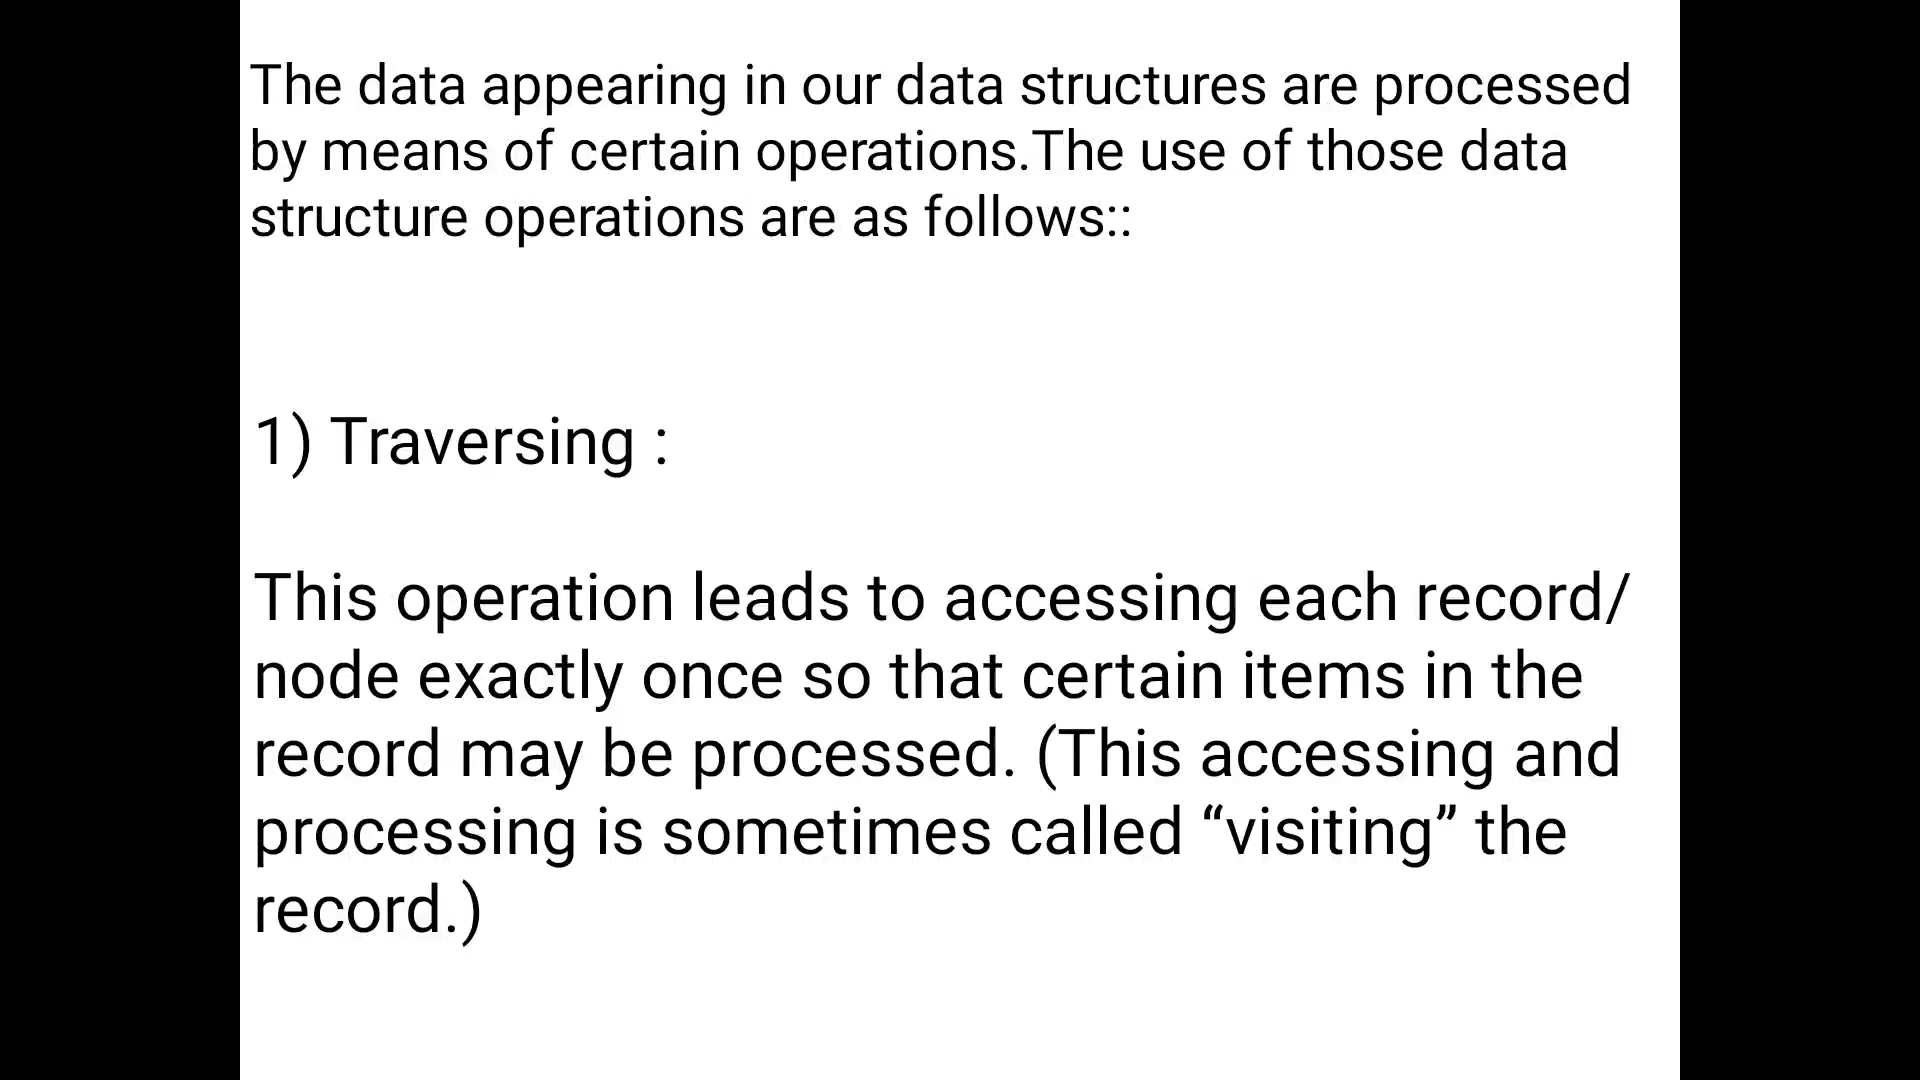 The data appearing in our data structures are processed
by means of certain operations.The use of those data
structure operations are as follows::
1) Traversing :
This operation leads to accessing each record/
node exactly once so that certain items in the
record may be processed. (This accessing and
processing is sometimes called “visiting” the
record.)